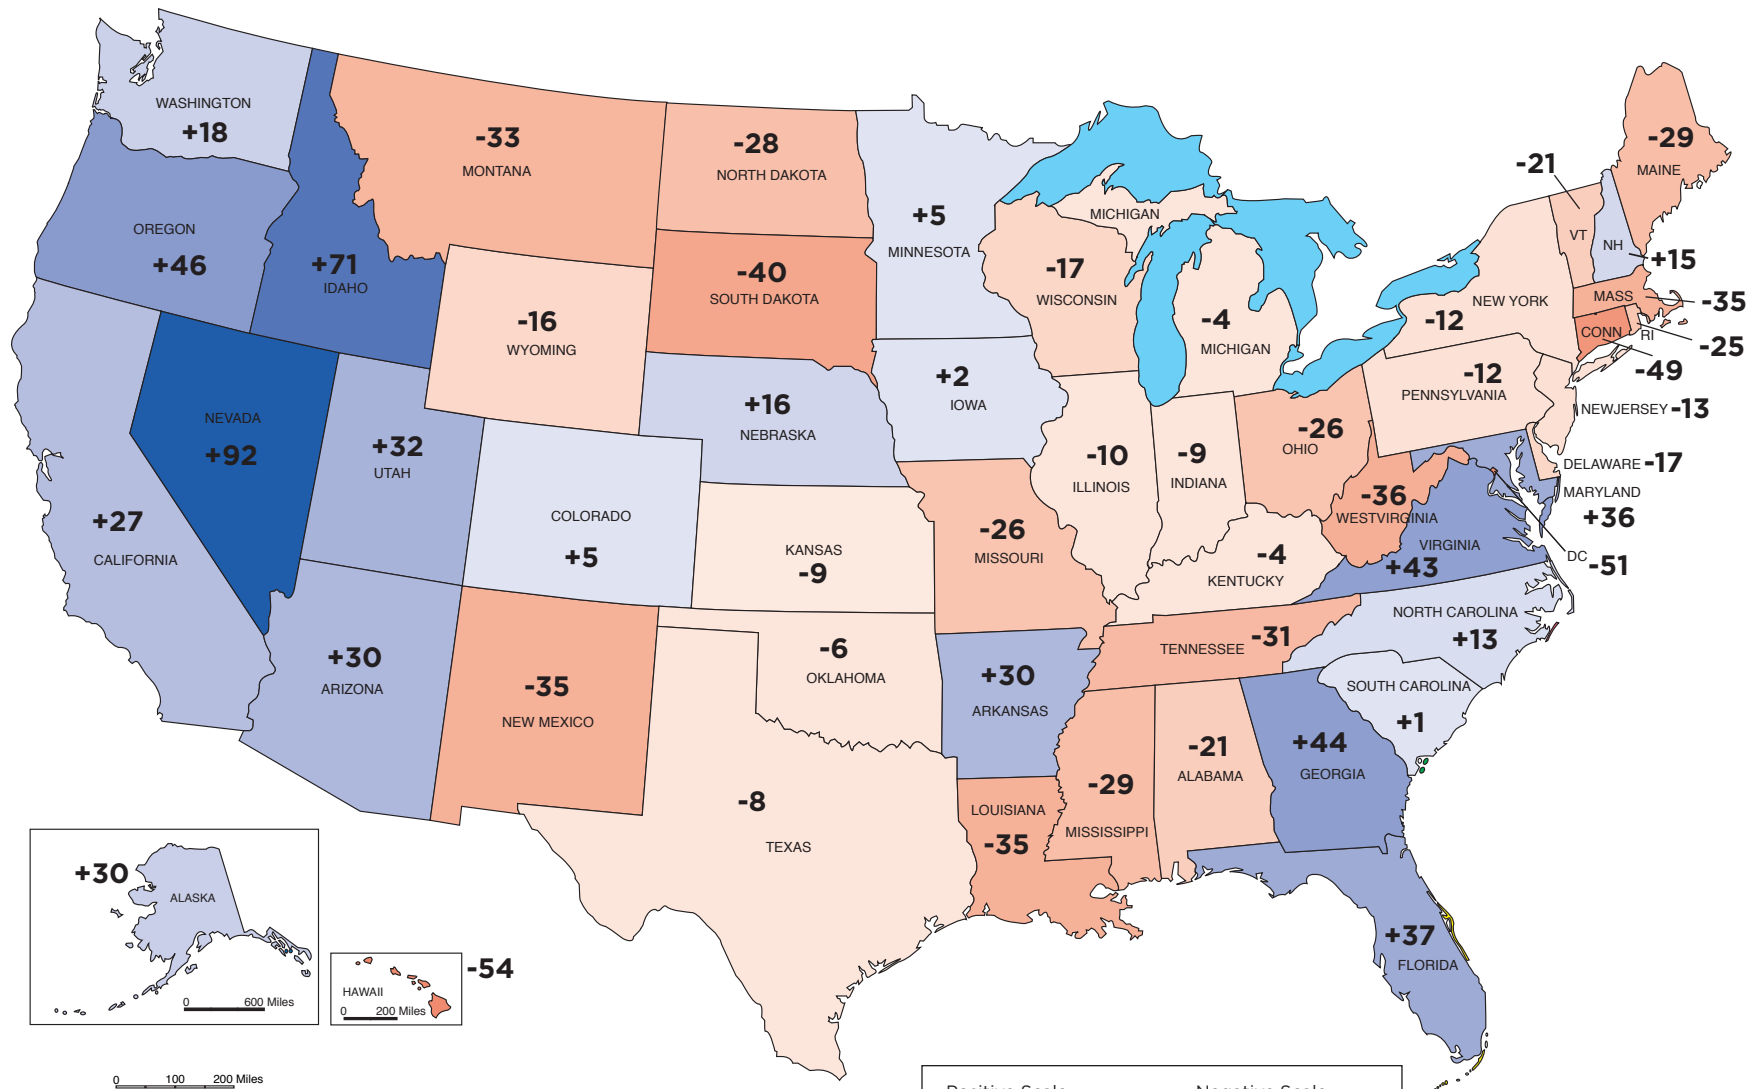 WASHINGTON
+18
OREGON
+46
+71
IDAHO
-33
MONTANA
-28
NORTH DAKOTA
-40
SOUTH DAKOTA
-16
WYOMING
NEVADA
+92
+32
UTAH
+27
CALIFORNIA
COLORADO
+5
+16
NEBRASKA
KANSAS
-9
+5
MINNESOTA
+2
IOWA
-17
WISCONSIN
MICHIGAN
-4
MICHIGAN
-10
ILLINOIS
-9
INDIANA
-26
OHIO
-26
MISSOURI
-4
KENTUCKY
-36
WESTVIRGINIA
VIRGINIA
+43
-12
NEW YORK
-12
PENNSYLVANIA
-21
VT
NH
+15
-29
MAINE
MASS
-35
CONN
-49
RI
-25
NEWJERSEY -13
DELAWARE -17
MARYLAND
+36
DC -51
NORTH CAROLINA
+13
SOUTH CAROLINA
+1
TENNESSEE -31
+30
ARIZONA
-35
NEW MEXICO
-6
OKLAHOMA
+30
ARKANSAS
-8
TEXAS
LOUISIANA
-35
-29
MISSISSIPPI
-21
ALABAMA
+44
GEORGIA
+37
FLORIDA
+30
ALASKA
0 600 Miles
-54
HAWAII
0 200 Miles
0 100 200 Miles
Positive Scale Negative Scale